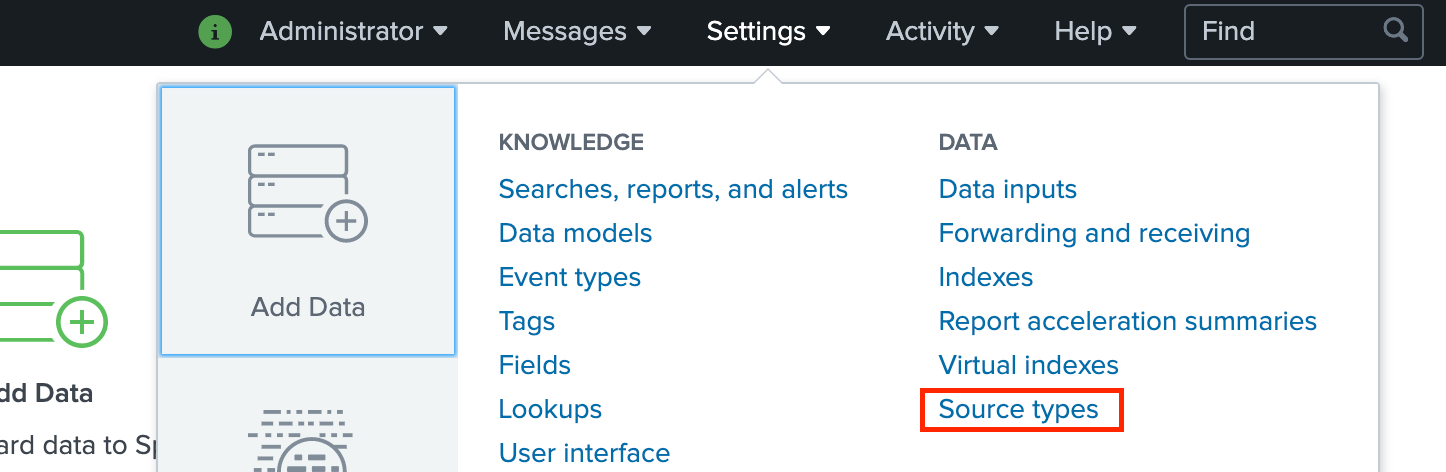 i Administrator Messages Settings Activity Help Find
KNOWLEDGE
Searches, reports, and alerts
Data models
Event types
Tags
Fields
Lookups
User interface
DATA
Data inputs
Forwarding and receiving
Indexes
Report acceleration summaries
Virtual indexes
Source types
Add Data
dd Data
ard data to Sp